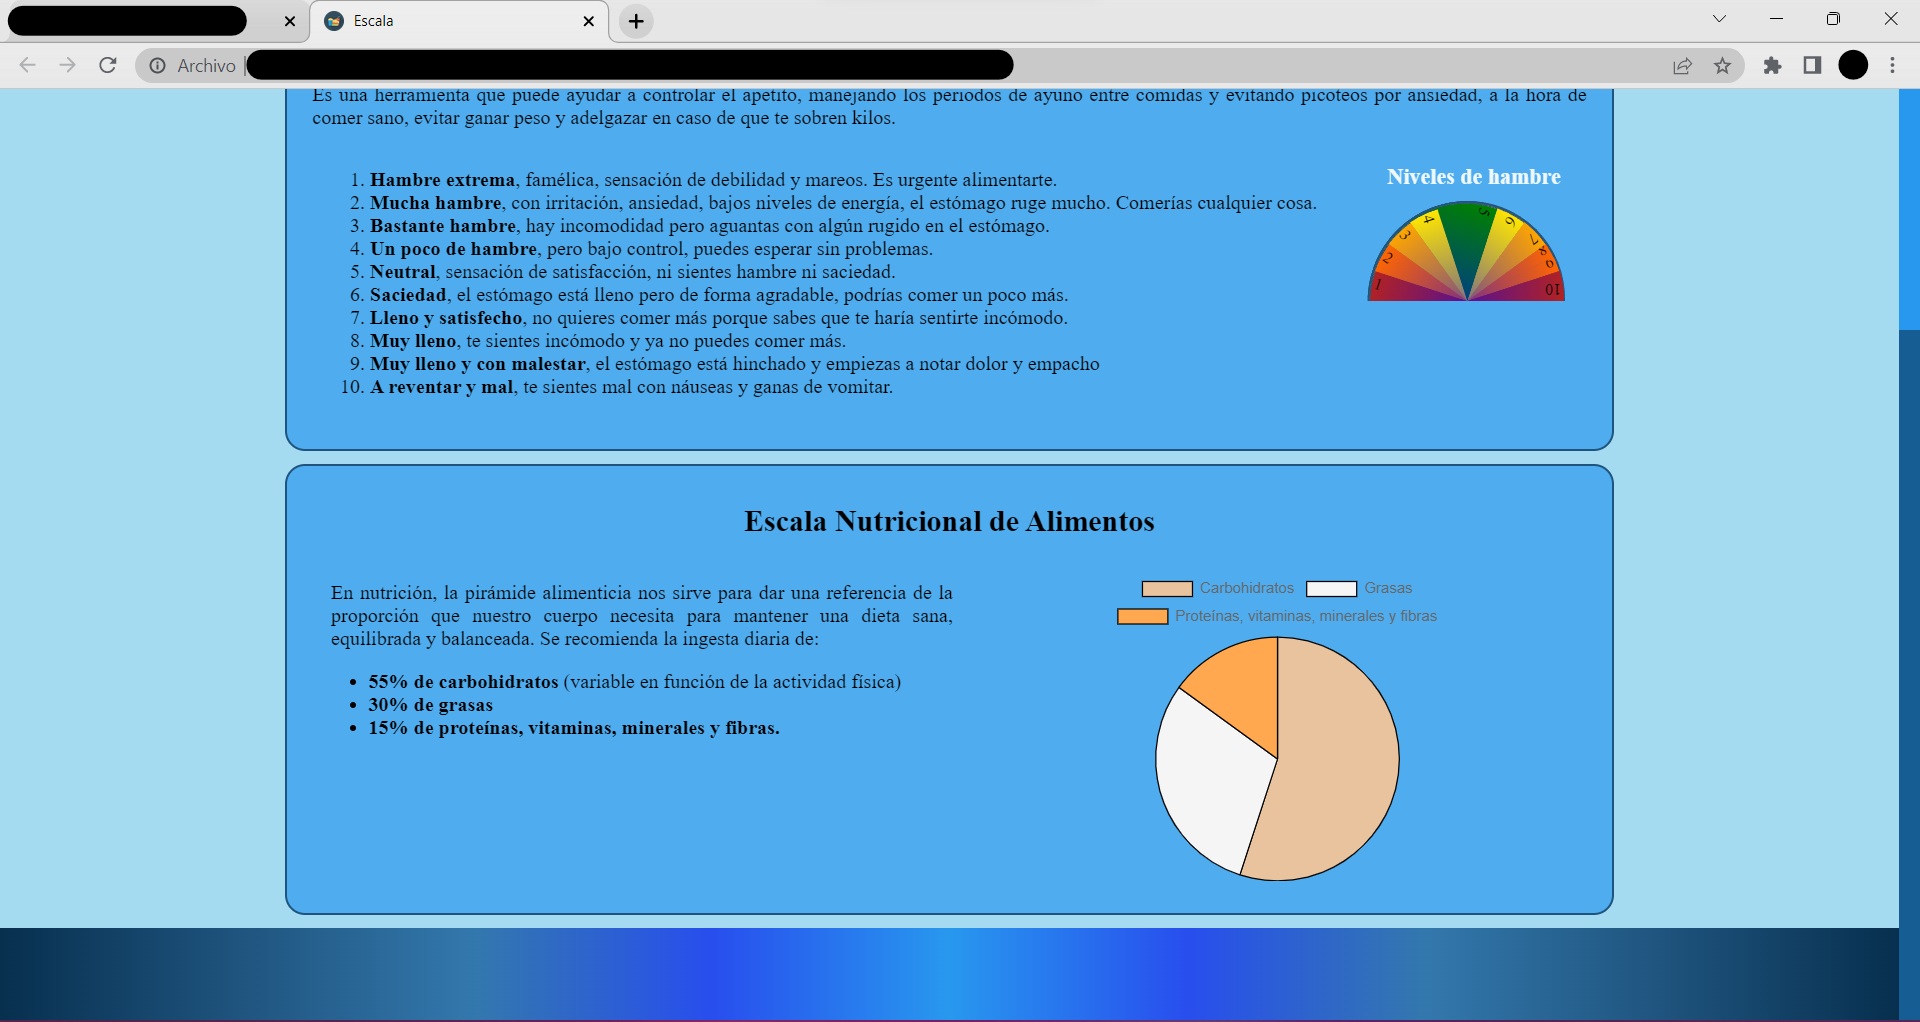 Escala
Archivo
Es una herramienta que puede ayudar a controlar el apetito, manejando los periodos de ayuno entre comidas y evitando picoteos por ansiedad, a la hora de
comer sano, evitar ganar peso y adelgazar en caso de que te sobren kilos.
1. Hambre extrema, famélica, sensación de debilidad y mareos. Es urgente alimentarte.
2. Mucha hambre, con irritación, ansiedad, bajos niveles de energía, el estómago ruge mucho. Comerías cualquier cosa.
3. Bastante hambre, hay incomodidad pero aguantas con algún rugido en el estómago.
4. Un poco de hambre, pero bajo control, puedes esperar sin problemas.
5. Neutral, sensación de satisfacción, ni sientes hambre ni saciedad.
6. Saciedad, el estómago está lleno pero de forma agradable, podrías comer un poco más.
7. Lleno y satisfecho, no quieres comer más porque sabes que te haría sentirte incómodo.
8. Muy lleno, te sientes incómodo y ya no puedes comer más.
9. Muy lleno y con malestar, el estómago está hinchado y empiezas a notar dolor y empacho
10. A reventar y mal, te sientes mal con náuseas y ganas de vomitar.
Niveles de hambre
1 2 3 4 5 6 7 8 9 10
Escala Nutricional de Alimentos
En nutrición, la pirámide alimenticia nos sirve para dar una referencia de la
proporción que nuestro cuerpo necesita para mantener una dieta sana,
equilibrada y balanceada. Se recomienda la ingesta diaria de:
• 55% de carbohidratos (variable en función de la actividad física)
• 30% de grasas
• 15% de proteínas, vitaminas, minerales y fibras.
Carbohidratos Grasas
Proteínas, vitaminas, minerales y fibras